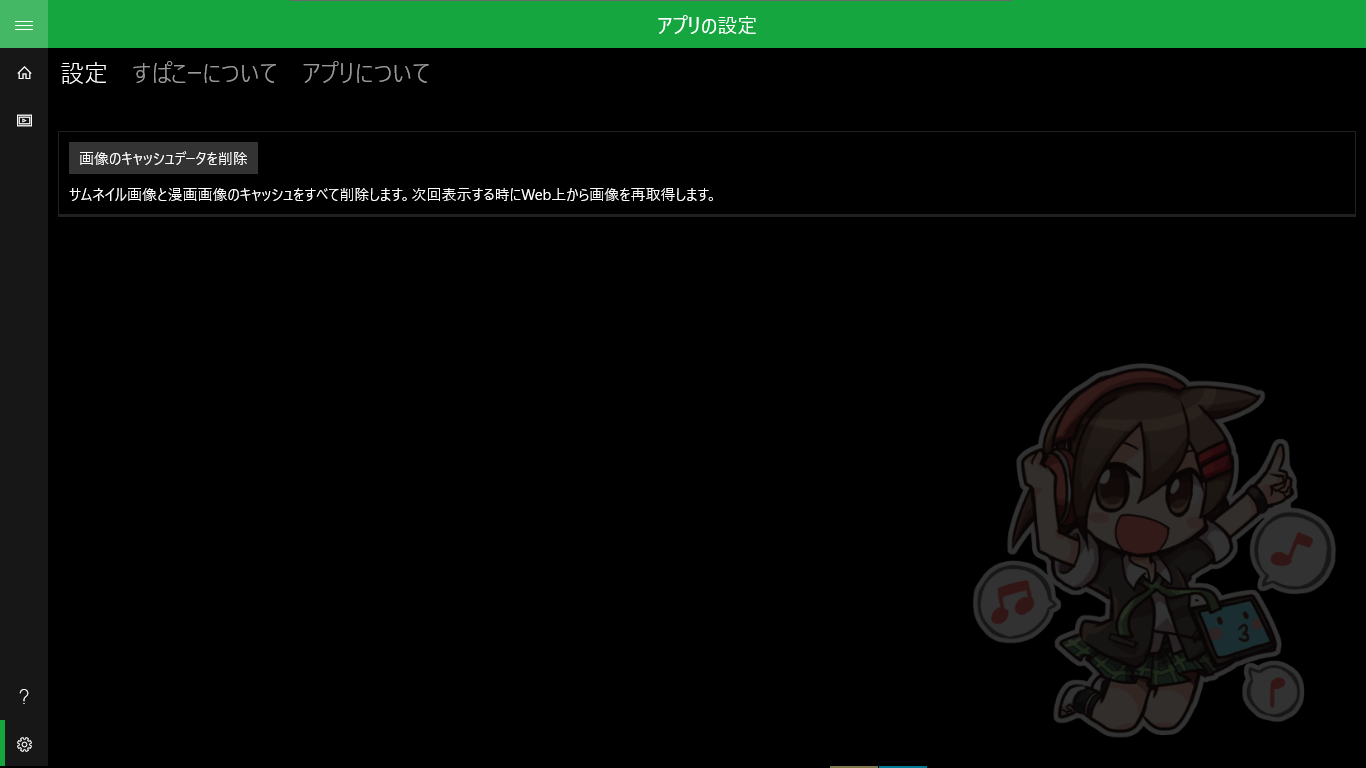 アプリの設定
設定 すぱこーについて アプリについて
画像のキャッシュデータを削除
サムネイル画像と漫画画像のキャッシュをすべて削除します。次回表示する時にWeb上から画像を再取得します。